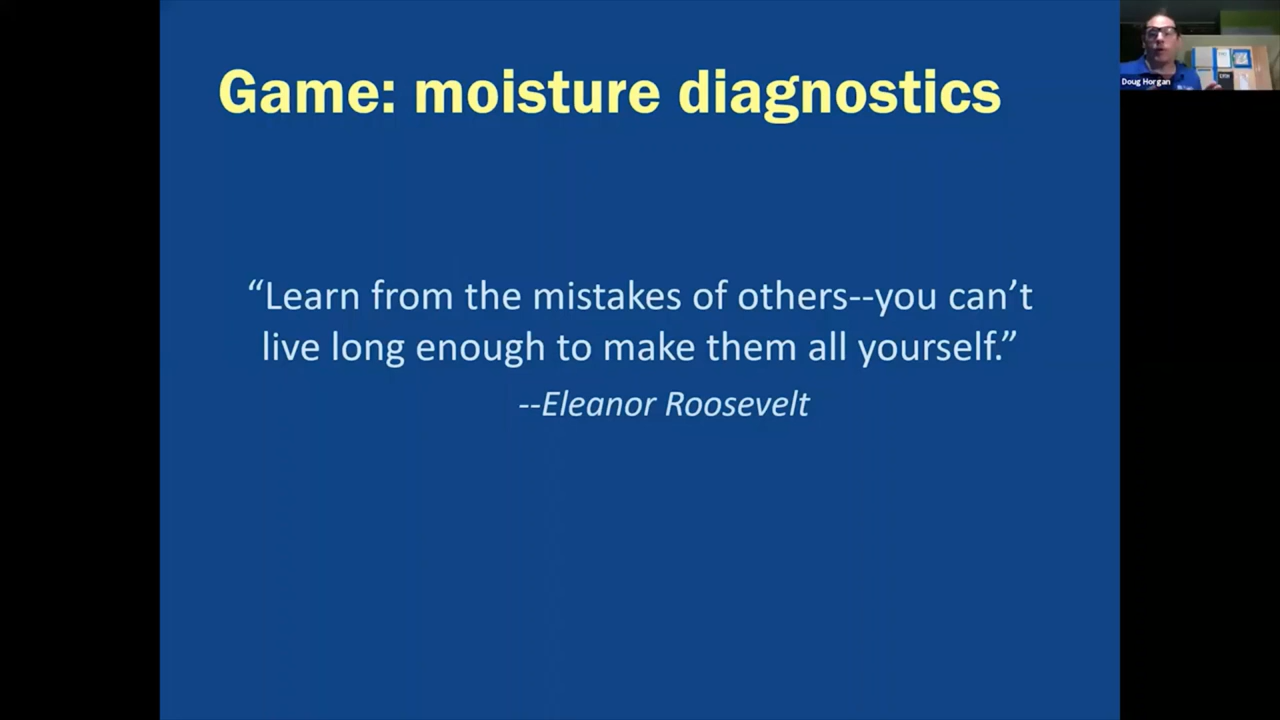 Game: moisture diagnostics
“Learn from the mistakes of others--you can’t
live long enough to make them all yourself.”
--Eleanor Roosevelt
Doug Horgan